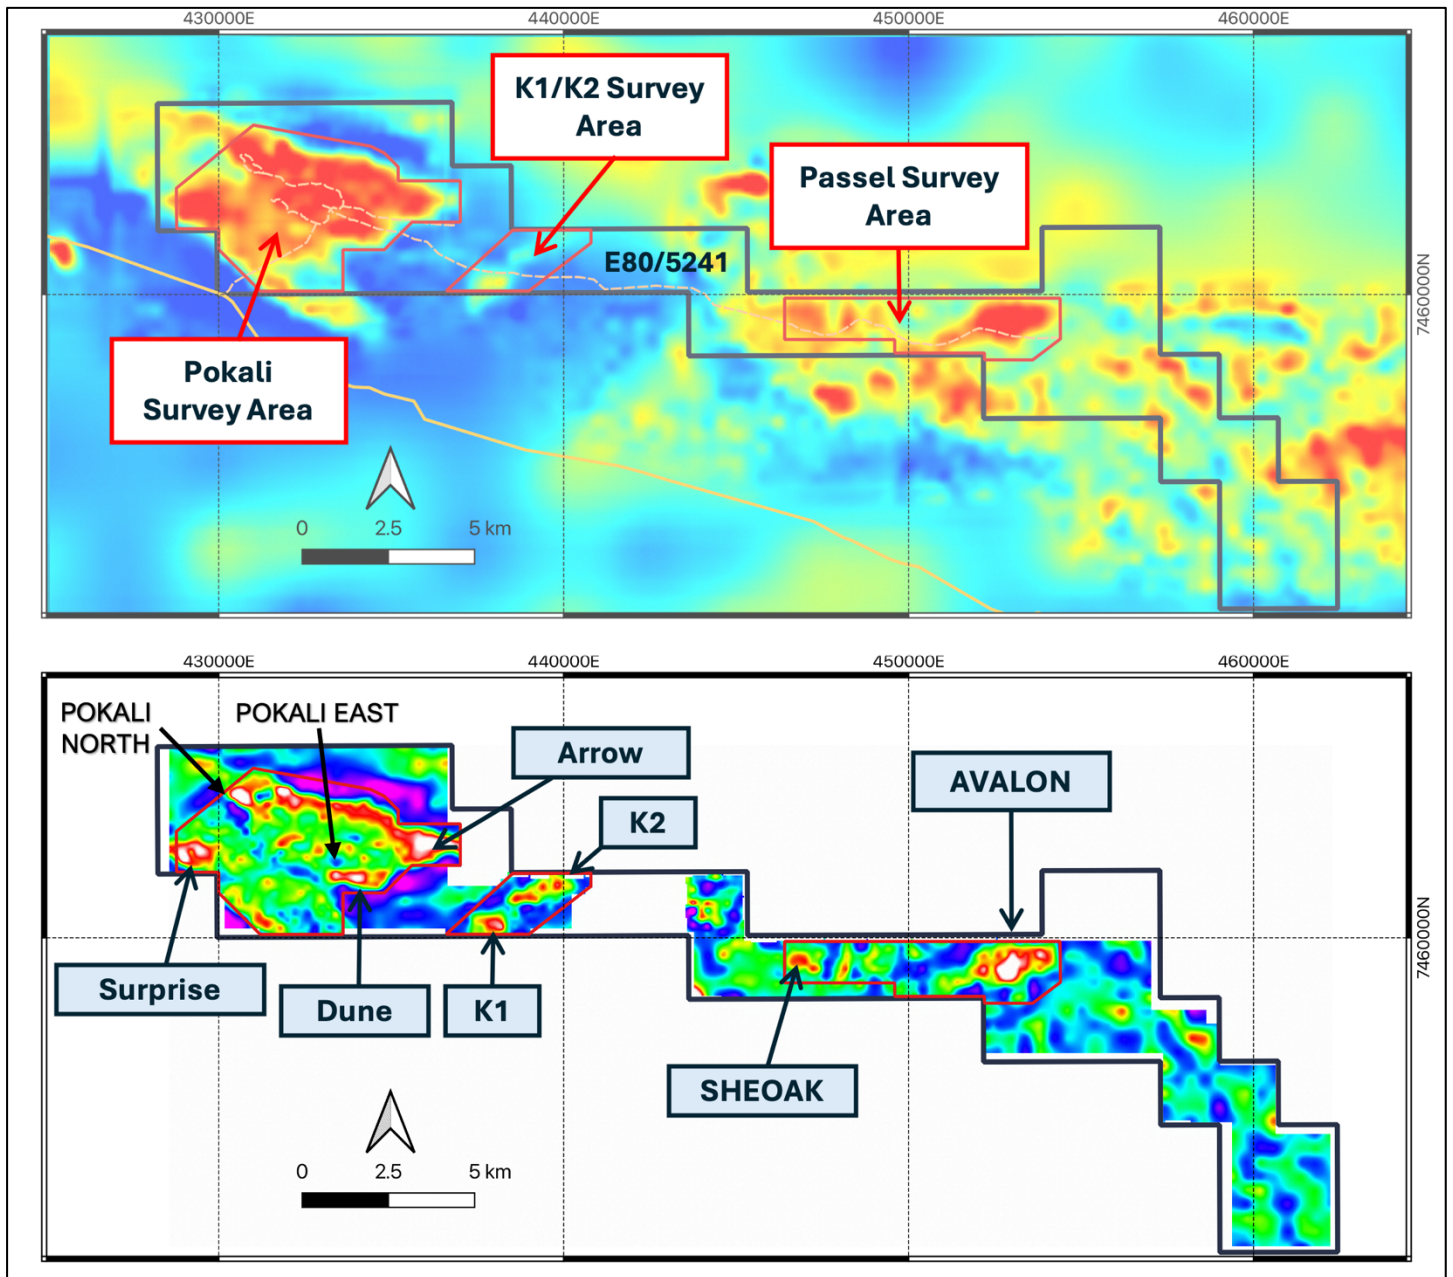 430000E
440000E
450000E
460000E
K1/K2 Survey
Area
Passel Survey
Area
E80/5241
7460000N
Pokali
Survey Area
0
2.5
5 km
430000E
440000E
450000E
460000E
POKALI
NORTH
POKALI EAST
Arrow
AVALON
K2
7460000N
Surprise
Dune
K1
SHEOAK
0
2.5
5 km